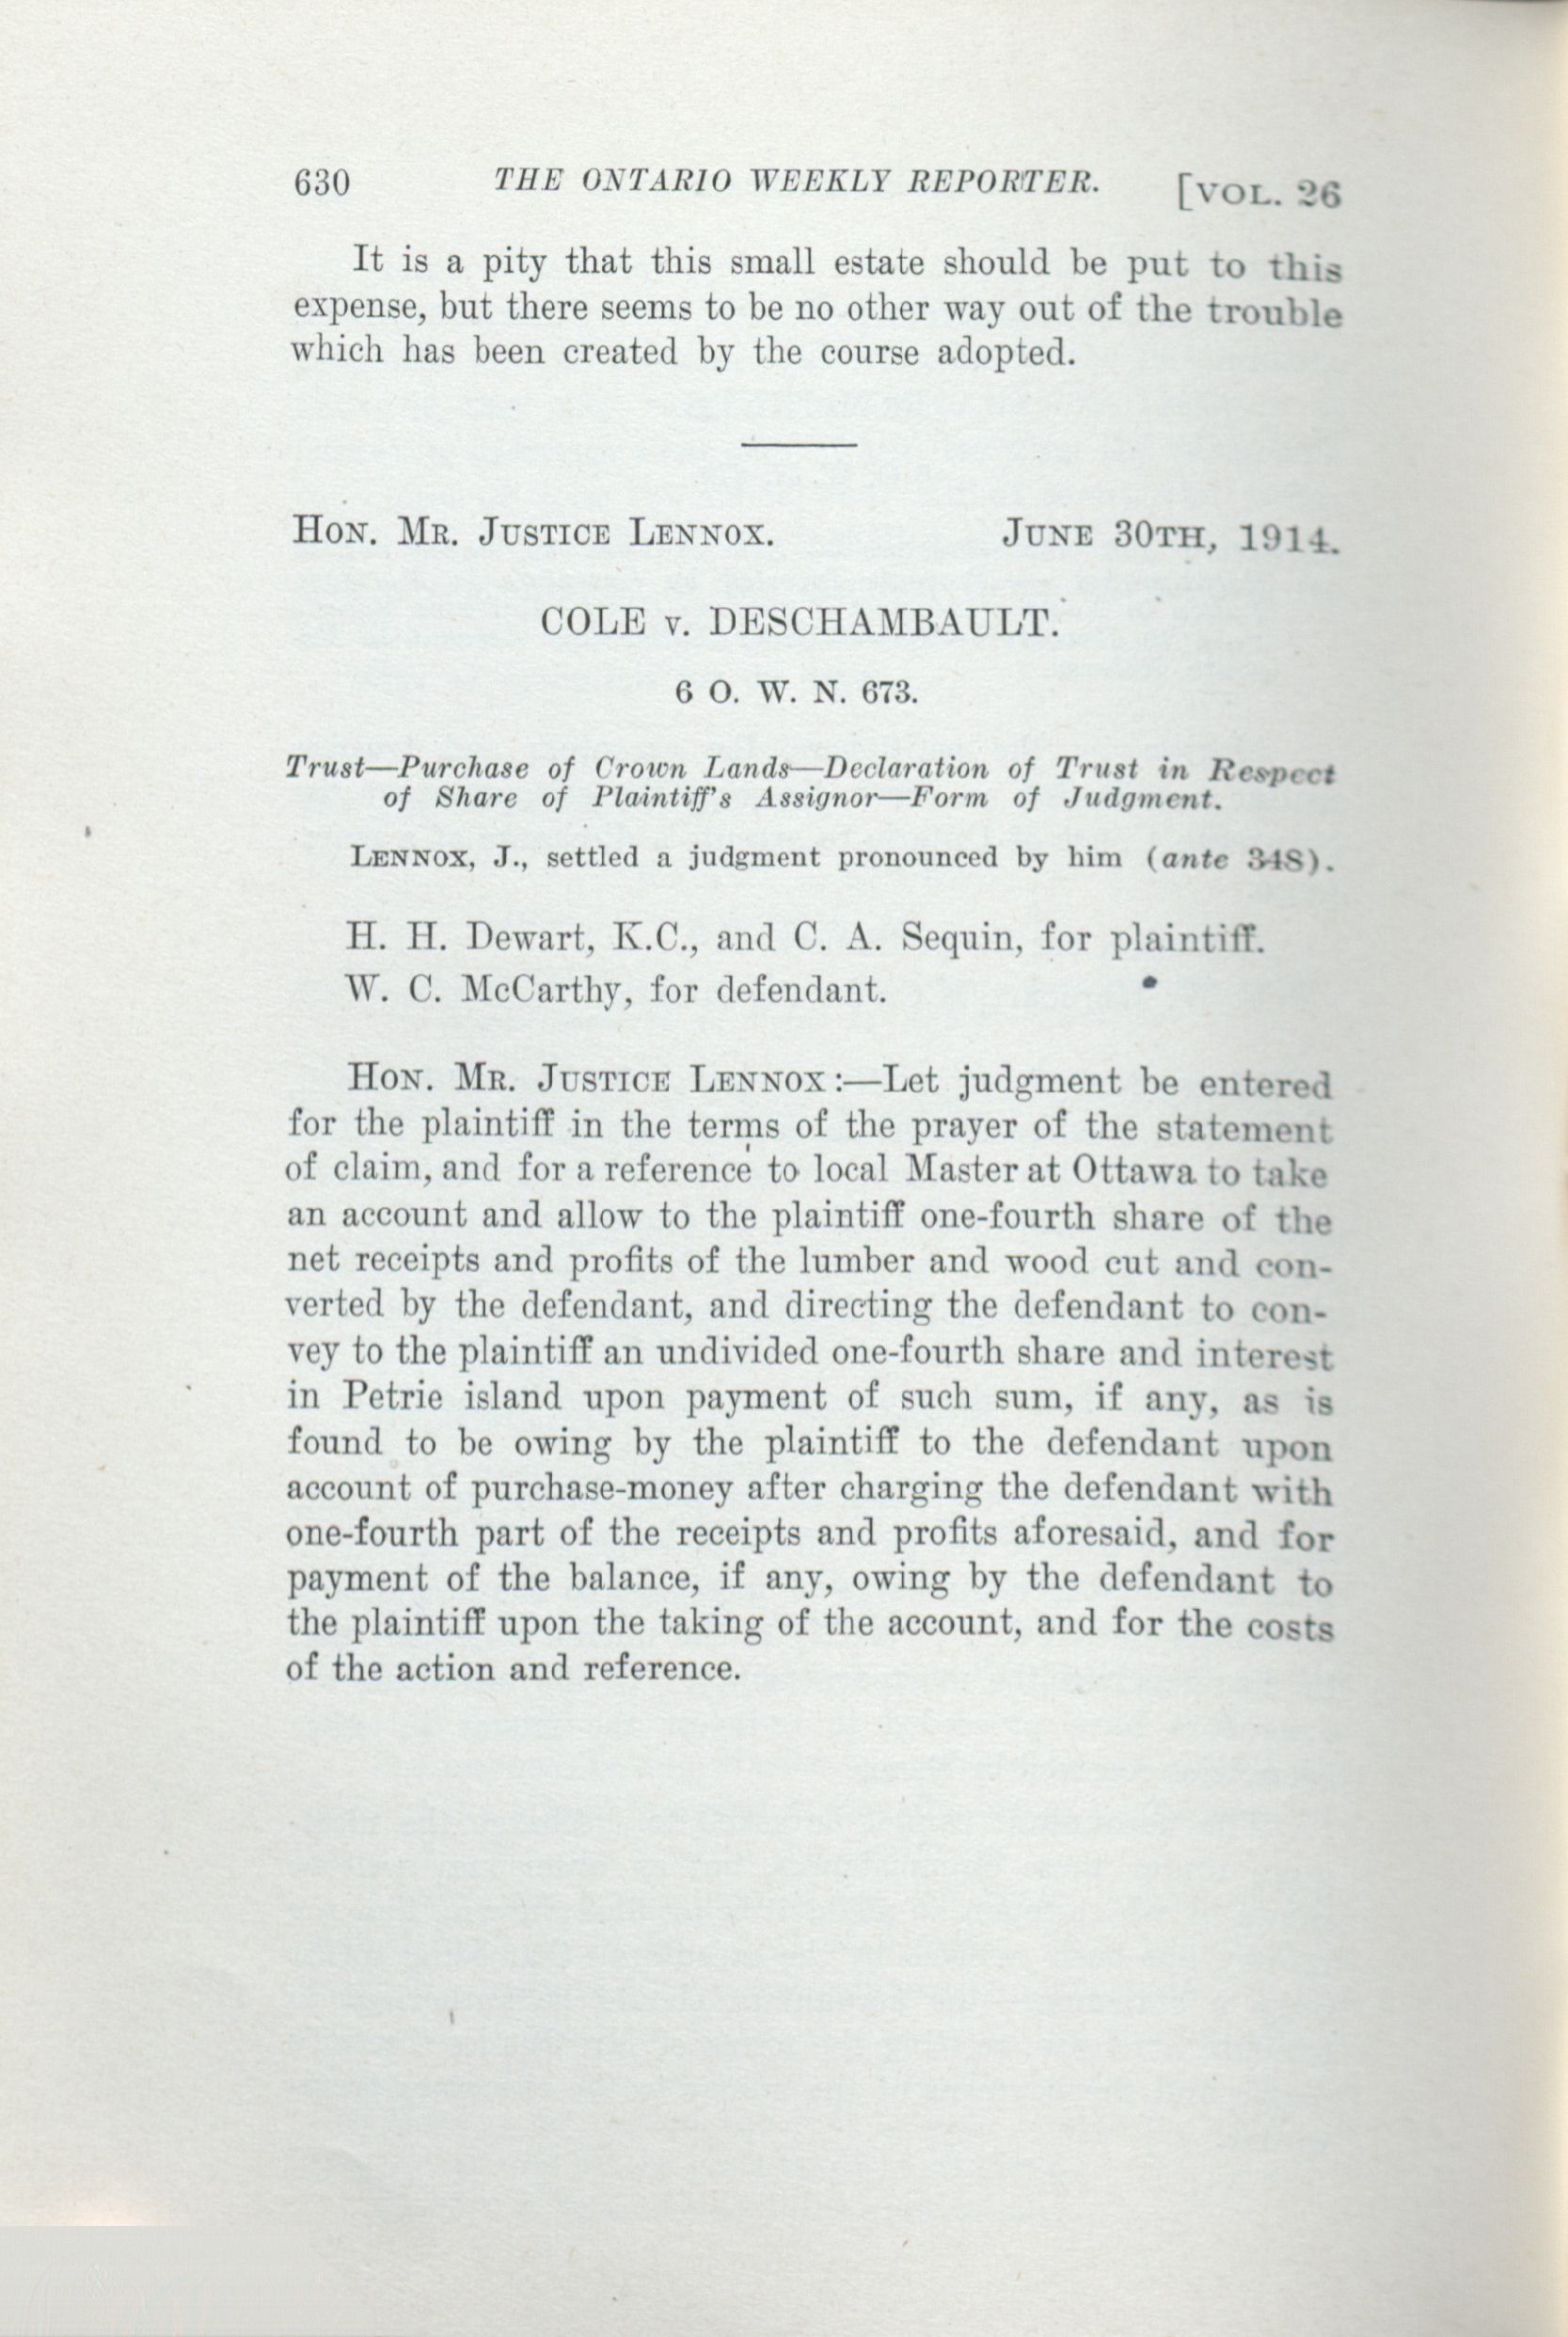 630 THE ONTARIO WEEKLY REPORTER. [VOL. 26
It is a pity that this small estate should be put to this
expense, but there seems to be no other way out of the trouble
which has been created by the course adopted.
HON. MR. JUSTICE LENNOX. JUNE 30TH, 1914.
COLE v. DESCHAMBAULT.
6 O. W. N. 673.
Trust—Purchase of Crown Lands—Declaration of Trust in Respect
of Share of Plaintiff's Assignor—Form of Judgment.
LENNOX, J., settled a judgment pronounced by him (ante 348).
H. H. Dewart, K.C., and C. A. Sequin, for plaintiff.
W. C. McCarthy, for defendant.
HON. MR. JUSTICE LENNOX:—Let judgment be entered
for the plaintiff in the terms of the prayer of the statement
of claim, and for a reference to local Master at Ottawa to take
an account and allow to the plaintiff one-fourth share of the
net receipts and profits of the lumber and wood cut and con-
verted by the defendant, and directing the defendant to con-
vey to the plaintiff an undivided one-fourth share and interest
in Petrie island upon payment of such sum, if any, as is
found to be owing by the plaintiff to the defendant upon
account of purchase-money after charging the defendant with
one-fourth part of the receipts and profits aforesaid, and for
payment of the balance, if any, owing by the defendant to
the plaintiff upon the taking of the account, and for the costs
of the action and reference.